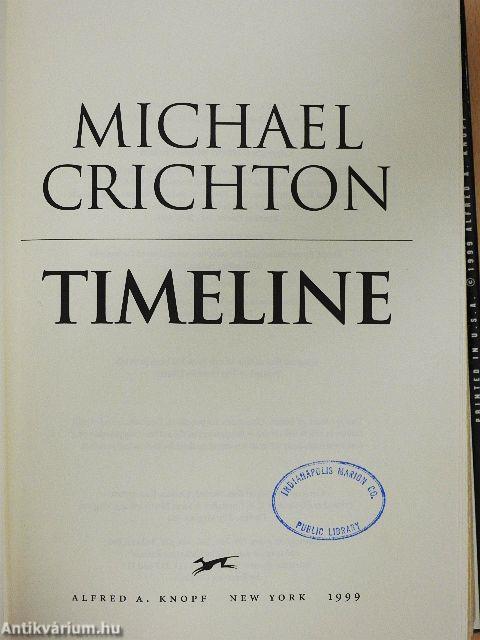 MICHAEL
CRICHTON
TIMELINE
INDIANAPOLIS MARION CO.
PUBLIC LIBRARY
ALFRED A. KNOPF NEW YORK 1999
PRINTED IN U.S.A. © 1999 ALFRED A. KNOPF
Antikvárium.hu